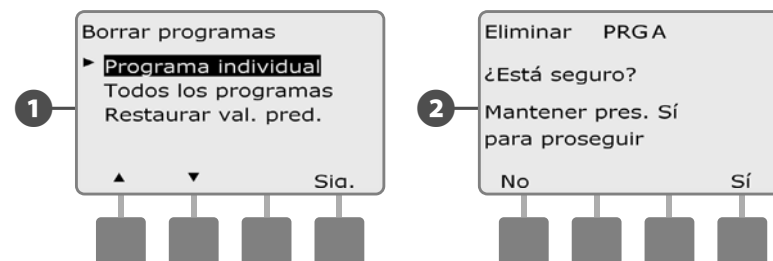 1
Borrar programas
Programa individual
Todos los programas
Restaurar val. pred.
Sig.
2
Eliminar PRGA
¿Está seguro?
Mantener pres. Sí
para proseguir
No Sí